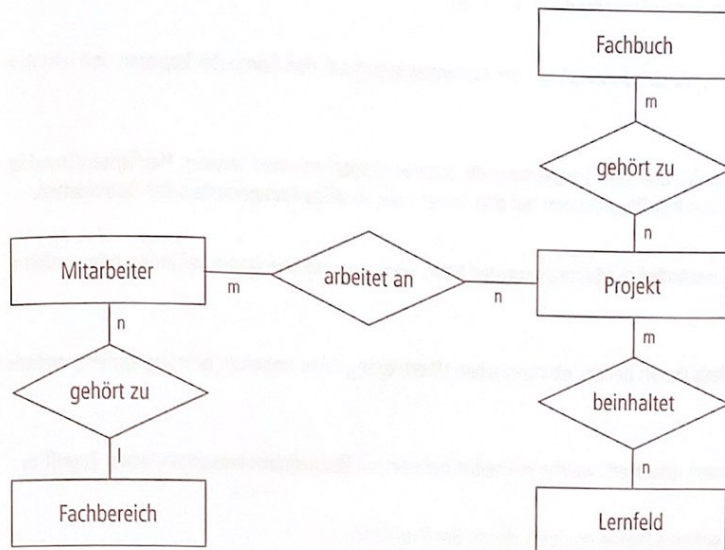 Fachbuch
m
gehört zu
n
Mitarbeiter
m
arbeitet an
n
Projekt
n
m
gehört zu
beinhaltet
l
n
Fachbereich
Lernfeld